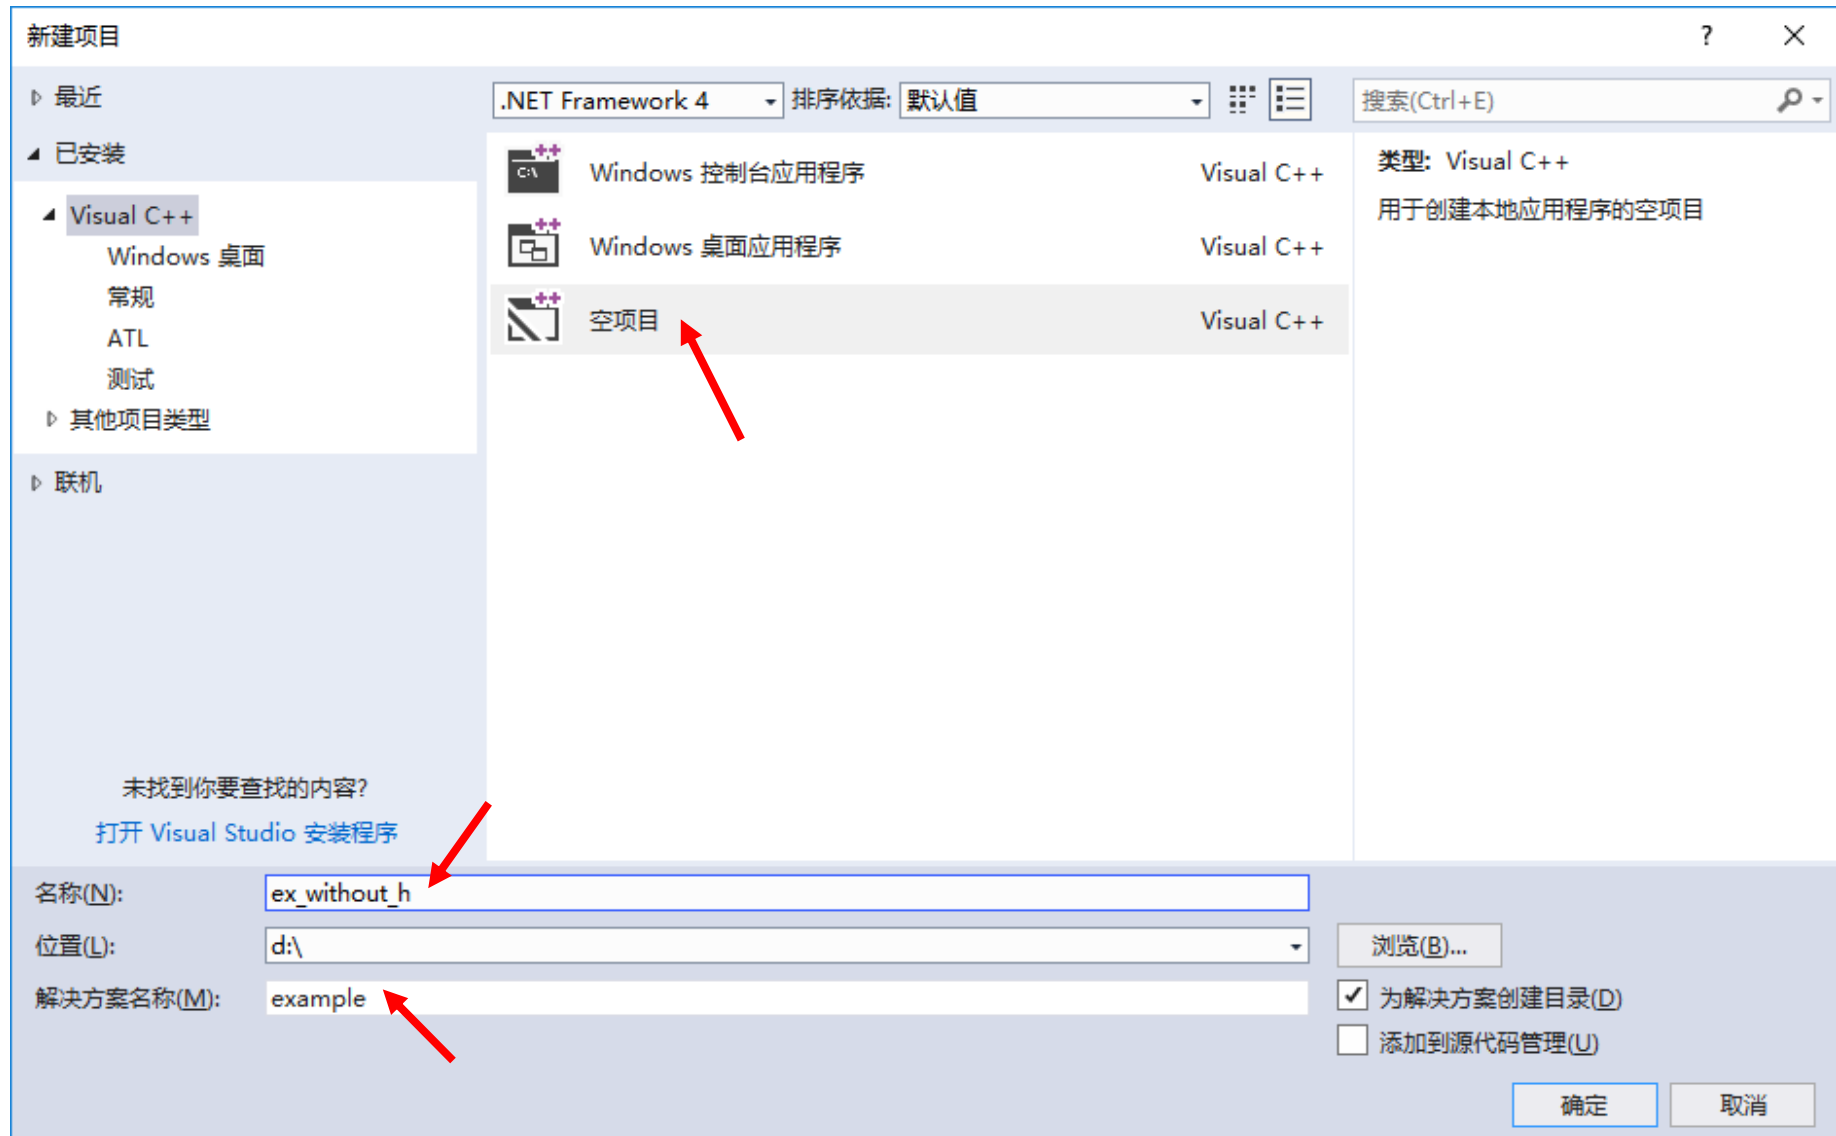 新建项目
?
最近
.NET Framework 4
排序依据:
默认值
搜索(Ctrl+E)
已安装
Visual C++
Windows 桌面
常规
ATL
测试
其他项目类型
联机
未找到你要查找的内容?
打开 Visual Studio 安装程序
C:\ Windows 控制台应用程序 Visual C++
Windows 桌面应用程序 Visual C++
空项目 Visual C++
类型: Visual C++
用于创建本地应用程序的空项目
名称(N): ex_without_h
位置(L): d:\
浏览(B)...
解决方案名称(M): example
为解决方案创建目录(D)
添加到源代码管理(U)
确定
取消